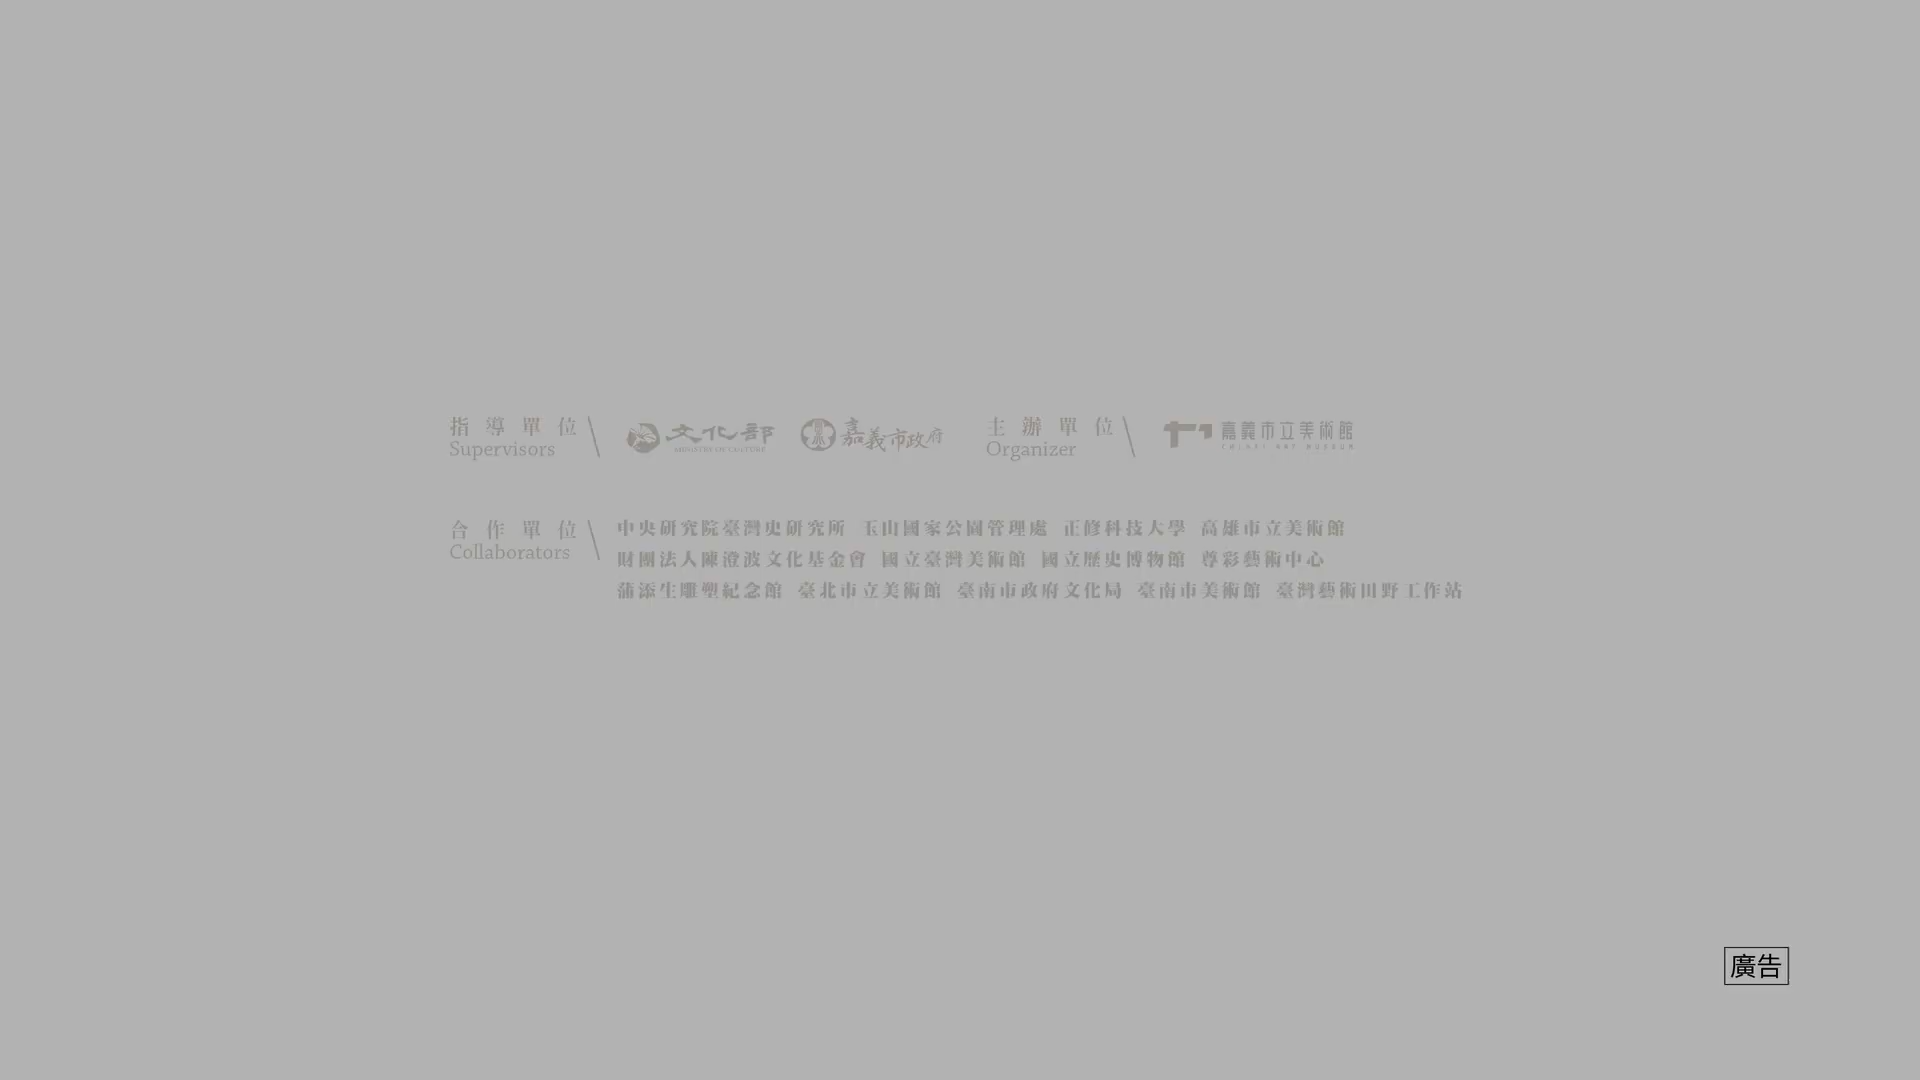 指導單位 文化部 嘉義市政府 主辦單位 嘉義市立美術館
Supervisors MINISTRY OF CULTURE Organizer CHIAYI ART MUSEUM
合作單位 中央研究院臺灣史研究所 玉山國家公園管理處 正修科技大學 高雄市立美術館
Collaborators 財團法人陳澄波文化基金會 國立臺灣美術館 國立歷史博物館 尊彩藝術中心
蒲添生雕塑紀念館 臺北市立美術館 臺南市政府文化局 臺南市美術館 臺灣藝術田野工作站
廣告